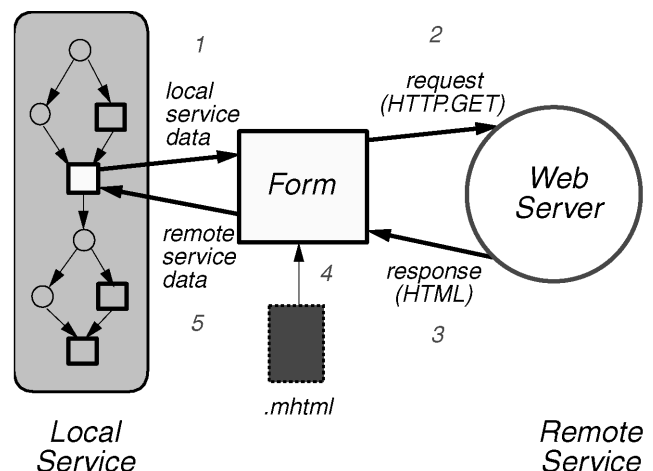 1
2
local
service
data
request
(HTTP.GET)
Form
Web
Server
remote
service
data
4
response
(HTML)
5
3
.mhtml
Local
Service
Remote
Service